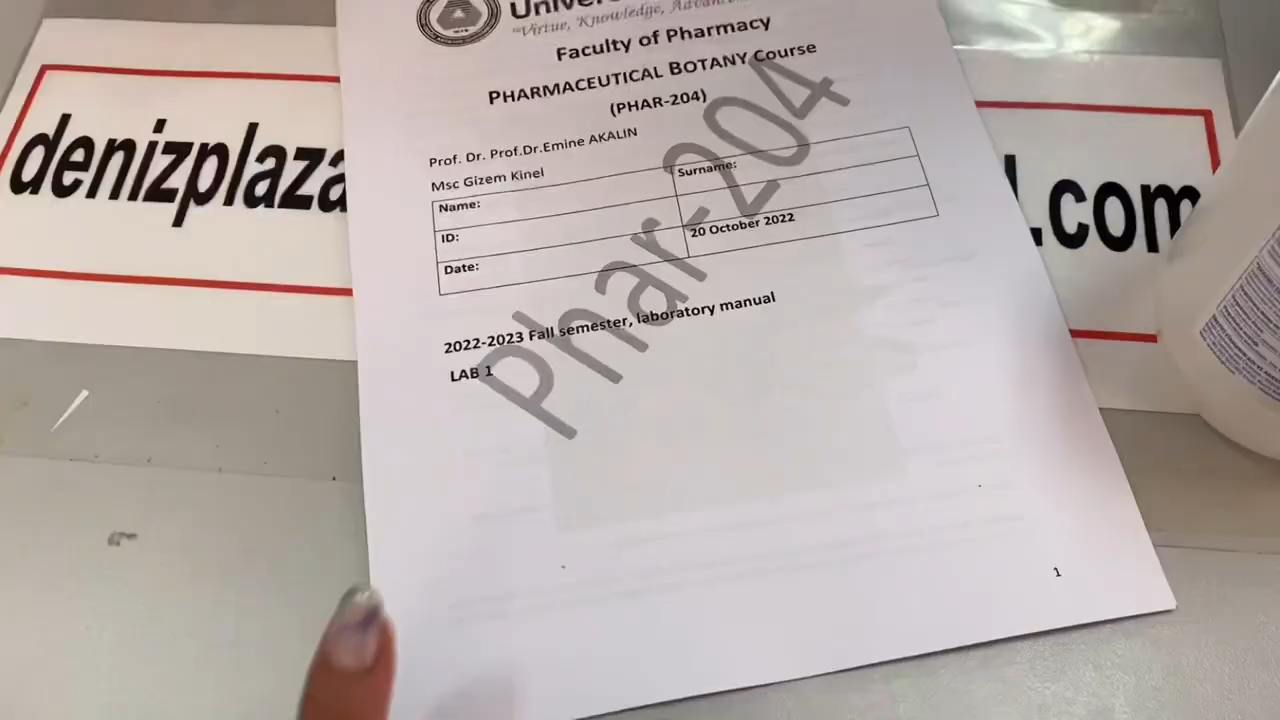 "Virtue, Knowledge,
Faculty of Pharmacy
PHARMACEUTICAL BOTANY Course
(PHAR-204)
Prof. Dr. Prof.Dr.Emine AKALIN
Msc Gizem Kinel
Name:
Surname:
ID:
Date:
20 October 2022
2022-2023 Fall semester, laboratory manual
LAB 1
Phar-204
1
denizplaza
.com